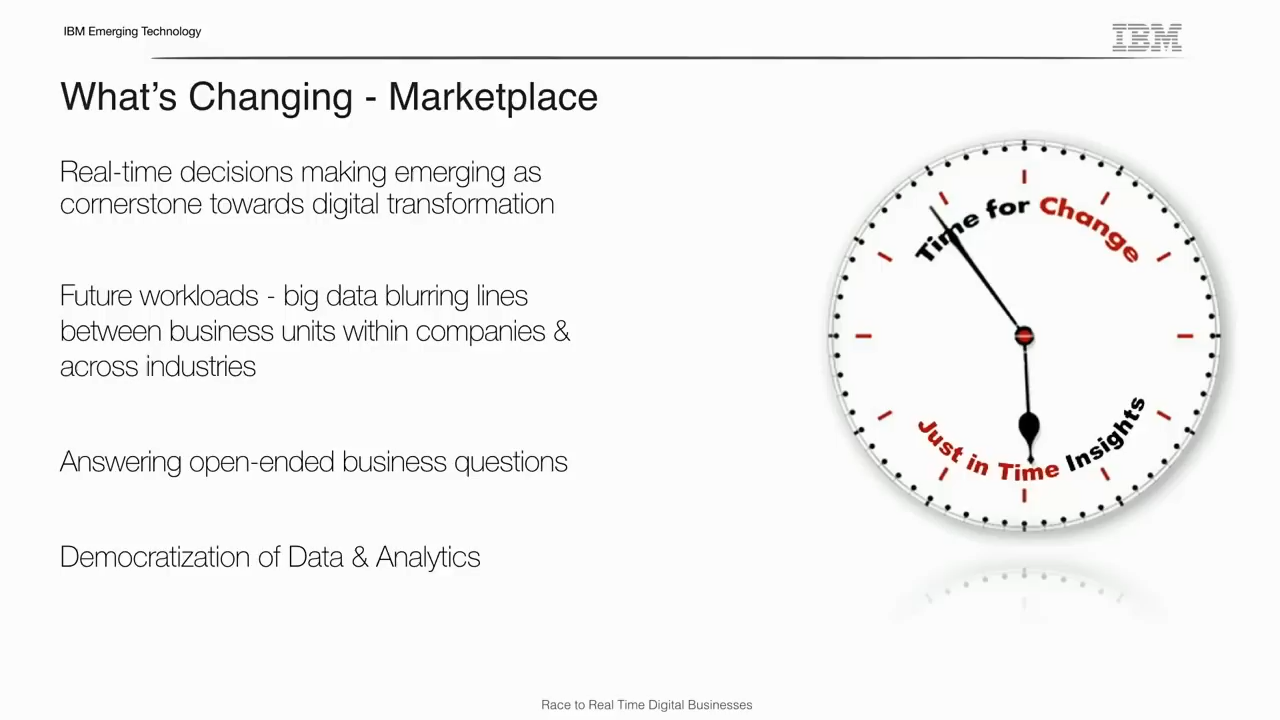 IBM Emerging Technology
IBM
What's Changing - Marketplace
Real-time decisions making emerging as
cornerstone towards digital transformation
Future workloads - big data blurring lines
between business units within companies &
across industries
Answering open-ended business questions
Democratization of Data & Analytics
Time for Change
Just in Time Insights
Race to Real Time Digital Businesses